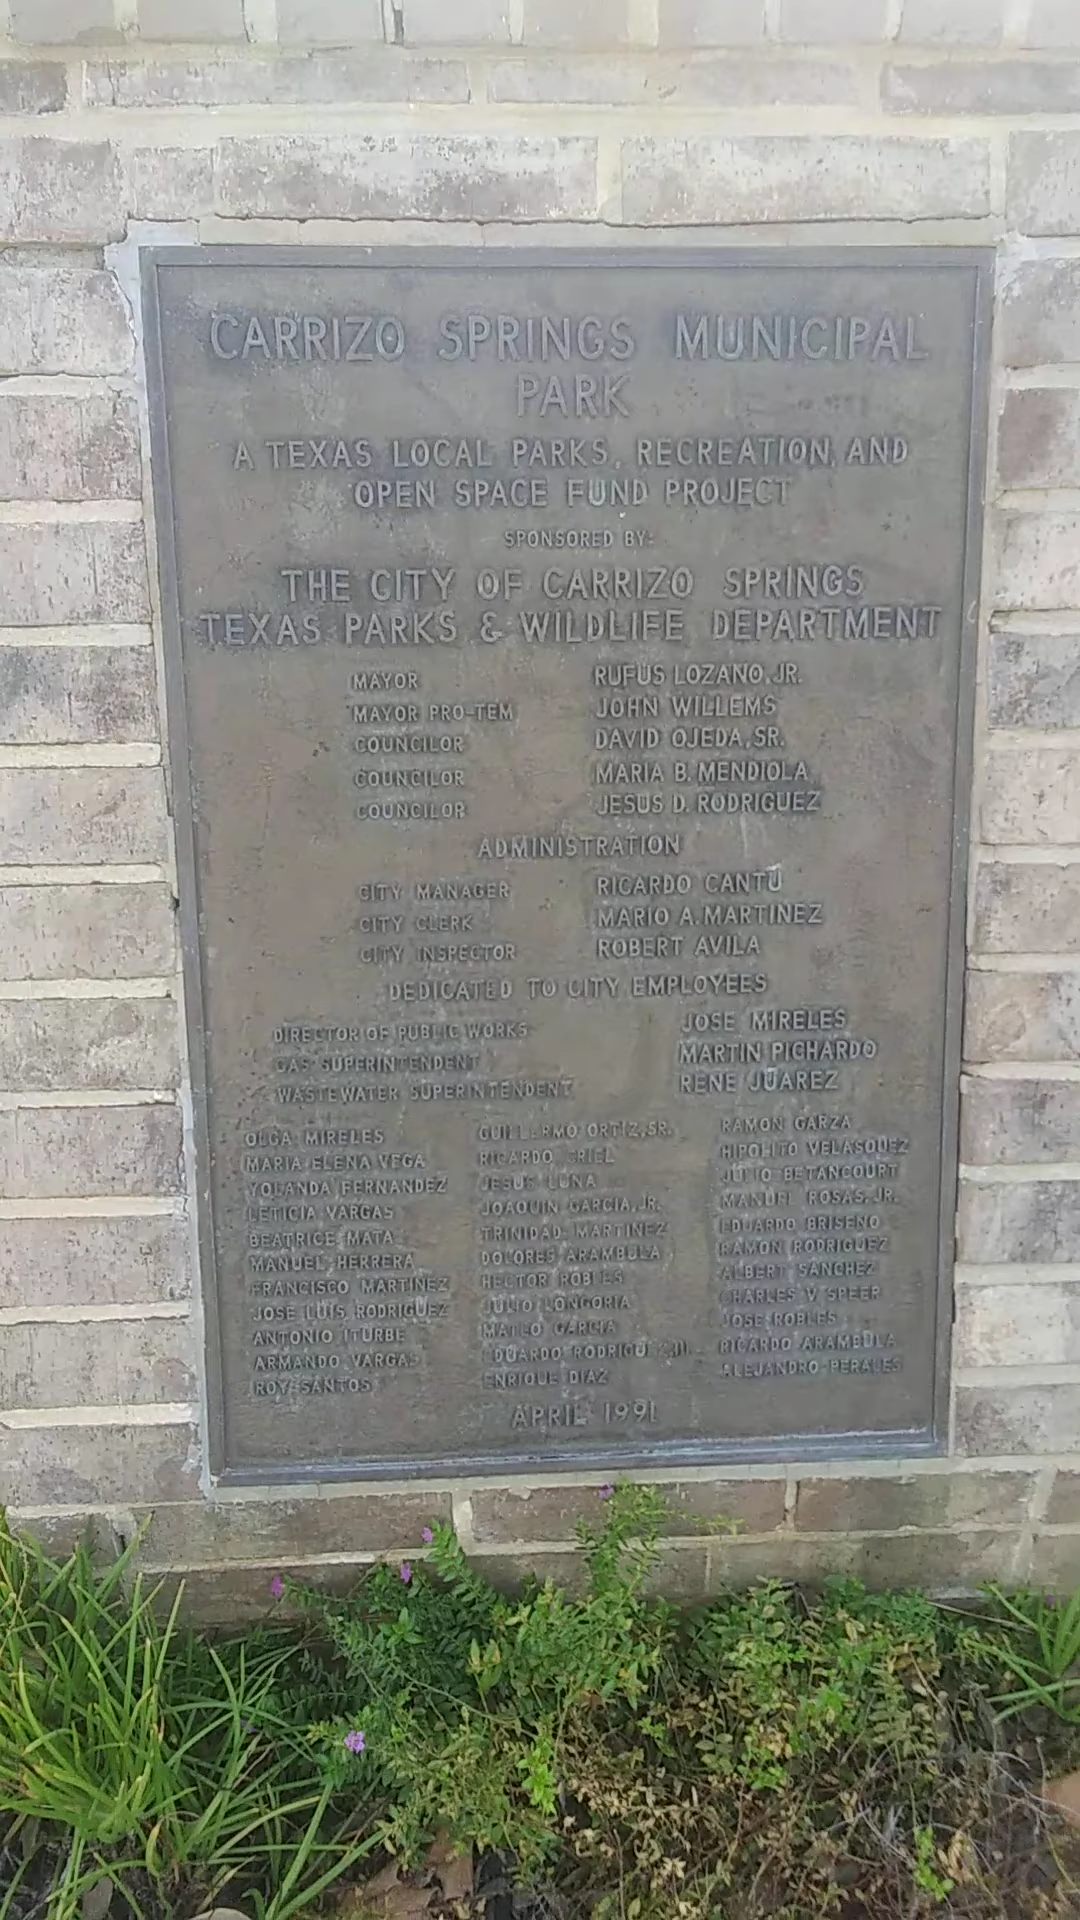 CARRIZO SPRINGS MUNICIPAL
PARK
A TEXAS LOCAL PARKS, RECREATION, AND
OPEN SPACE FUND PROJECT
SPONSORED BY:
THE CITY OF CARRIZO SPRINGS
TEXAS PARKS & WILDLIFE DEPARTMENT
MAYOR RUFUS LOZANO, JR.
MAYOR PRO-TEM JOHN WILLEMS
COUNCILOR DAVID OJEDA, SR.
COUNCILOR MARIA B. MENDIOLA
COUNCILOR JESUS D. RODRIGUEZ
ADMINISTRATION
CITY MANAGER RICARDO CANTU
CITY CLERK MARIO A. MARTINEZ
CITY INSPECTOR ROBERT AVILA
DEDICATED TO CITY EMPLOYEES
DIRECTOR OF PUBLIC WORKS JOSE MIRELES
GAS SUPERINTENDENT MARTIN PICHARDO
WASTEWATER SUPERINTENDENT RENE JUAREZ
OLGA MIRELES GUILLERMO ORTIZ, SR. RAMON GARZA
MARIA ELENA VEGA RICARDO HIPOLITO VELASQUEZ
YOLANDA FERNANDEZ JESUS LUNA JULIO BETANCOURT
LETICIA VARGAS JOAQUIN GARCIA, JR. MANUEL ROSAS, JR.
BEATRICE MATA TRINIDAD MARTINEZ EDUARDO BRISENO
MANUEL HERRERA DOLORES ARAMBULA RAMON RODRIGUEZ
FRANCISCO MARTINEZ HECTOR ROBLES ALBERT SANCHEZ
JOSE LUIS RODRIGUEZ JULIO LONGORIA CHARLES V. SPEER
ANTONIO ITURBE MATEO GARCIA JOSE ROBLES
ARMANDO VARGAS EDUARDO RODRIGUEZ III RICARDO ARAMBULA
ROY SANTOS ENRIQUE DIAZ ALEJANDRO PERALES
APRIL 1991